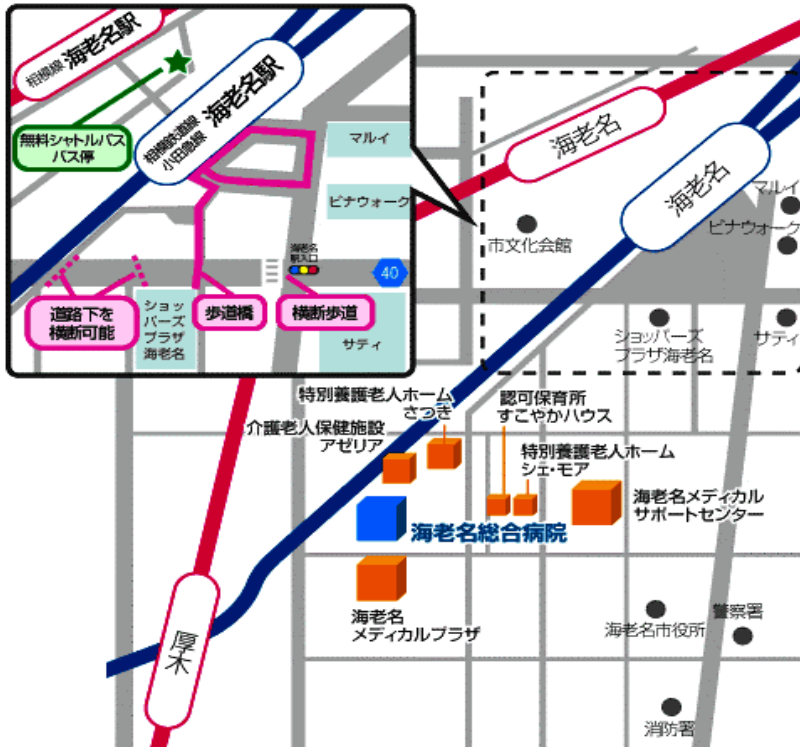 相模線 海老名駅
相模鉄道線
小田急線
海老名駅
無料シャトルバス
バス停
マルイ
ビナウォーク
海老名
駅入口
40
道路下を
横断可能
ショッ
パーズ
プラザ
海老名
歩道橋
横断歩道
サティ
海老名
海老名
市文化会館
マルイ
ビナウォーク
ショッパーズ
プラザ海老名
サティ
特別養護老人ホーム
さつき
介護老人保健施設
アゼリア
認可保育所
すこやかハウス
特別養護老人ホーム
シェ・モア
海老名メディカル
サポートセンター
海老名総合病院
海老名
メディカルプラザ
厚木
海老名市役所
警察署
消防署